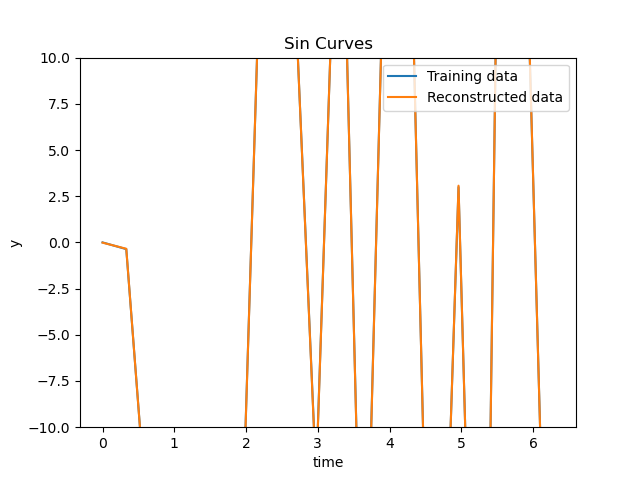 Sin Curves
Training data
Reconstructed data
10.0
7.5
5.0
2.5
0.0
−2.5
−5.0
−7.5
−10.0
y
0 1 2 3 4 5 6
time